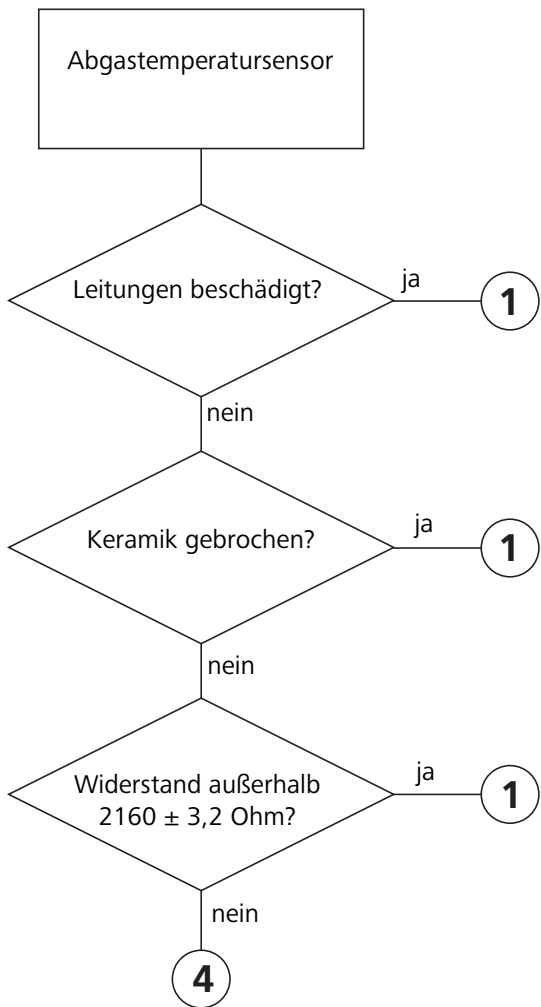 Abgastemperatursensor
Leitungen beschädigt?
ja
1
nein
Keramik gebrochen?
ja
1
nein
Widerstand außerhalb
2160 ± 3,2 Ohm?
ja
1
nein
4